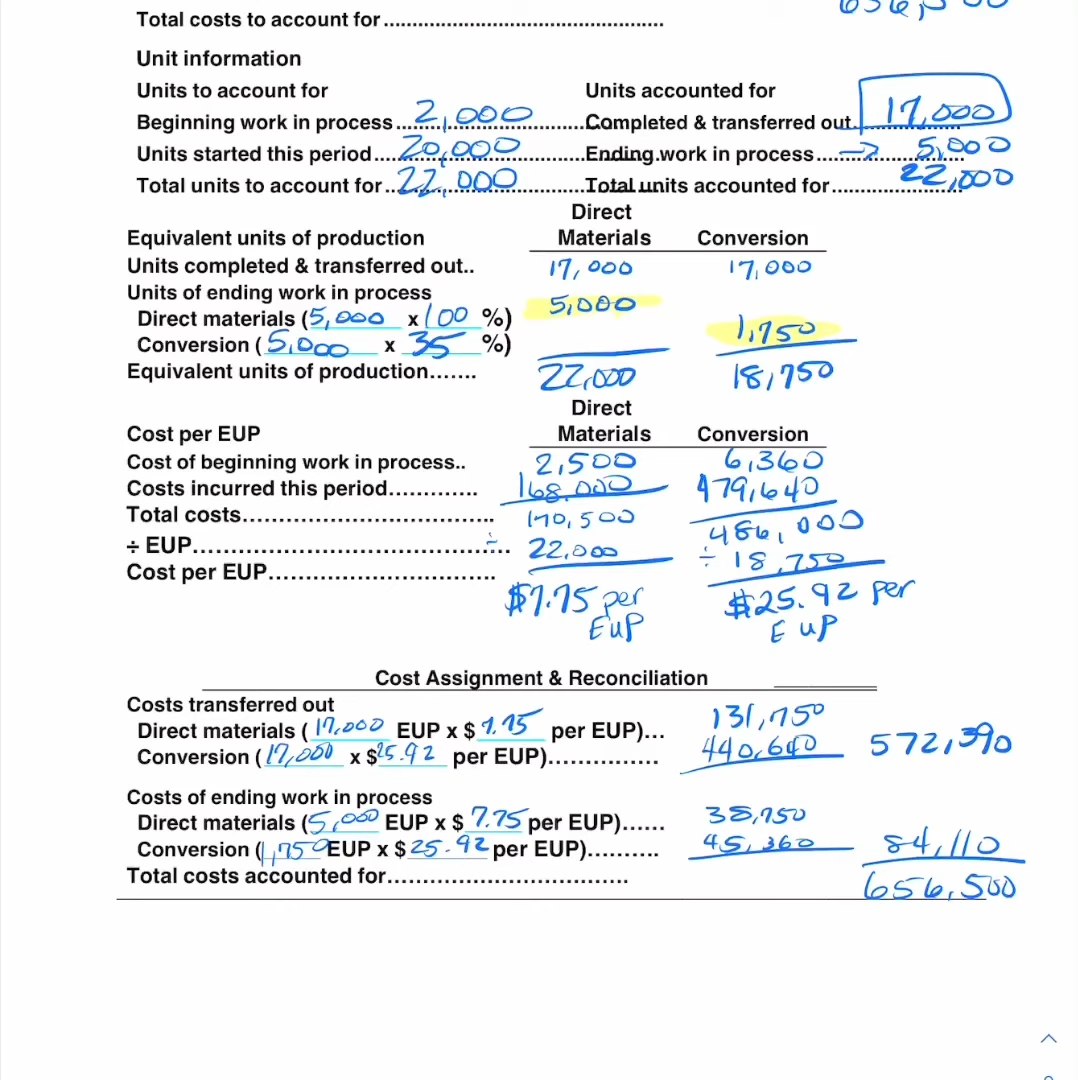 Total costs to account for......................................................
Unit information
Units to account for Units accounted for
Beginning work in process... 2,000 ...Completed & transferred out... 17,000
Units started this period... 20,000 ...Ending work in process...→ 5,000
Total units to account for... 22,000 ...Total units accounted for... 22,000
Direct
Equivalent units of production Materials Conversion
Units completed & transferred out.. 17,000 17,000
Units of ending work in process
Direct materials (5,000 x 100 %) 5,000
Conversion (5,000 x 35 %) 1,750
Equivalent units of production....... 22,000 18,750
Direct
Cost per EUP Materials Conversion
Cost of beginning work in process.. 2,500 6,360
Costs incurred this period............. 168,000 479,640
Total costs.................................. 170,500 486,000
÷ EUP....................................... ÷ 22,000 ÷ 18,750
Cost per EUP.............................. $7.75 per EUP $25.92 per EUP
Cost Assignment & Reconciliation
Costs transferred out
Direct materials (17,000 EUP x $7.75 per EUP)... 131,750
Conversion (17,000 x $25.92 per EUP)............... 440,640 572,390
Costs of ending work in process
Direct materials (5,000 EUP x $7.75 per EUP)...... 38,750
Conversion (1,750 EUP x $25.92 per EUP).......... 45,360 84,110
Total costs accounted for................................. 656,500